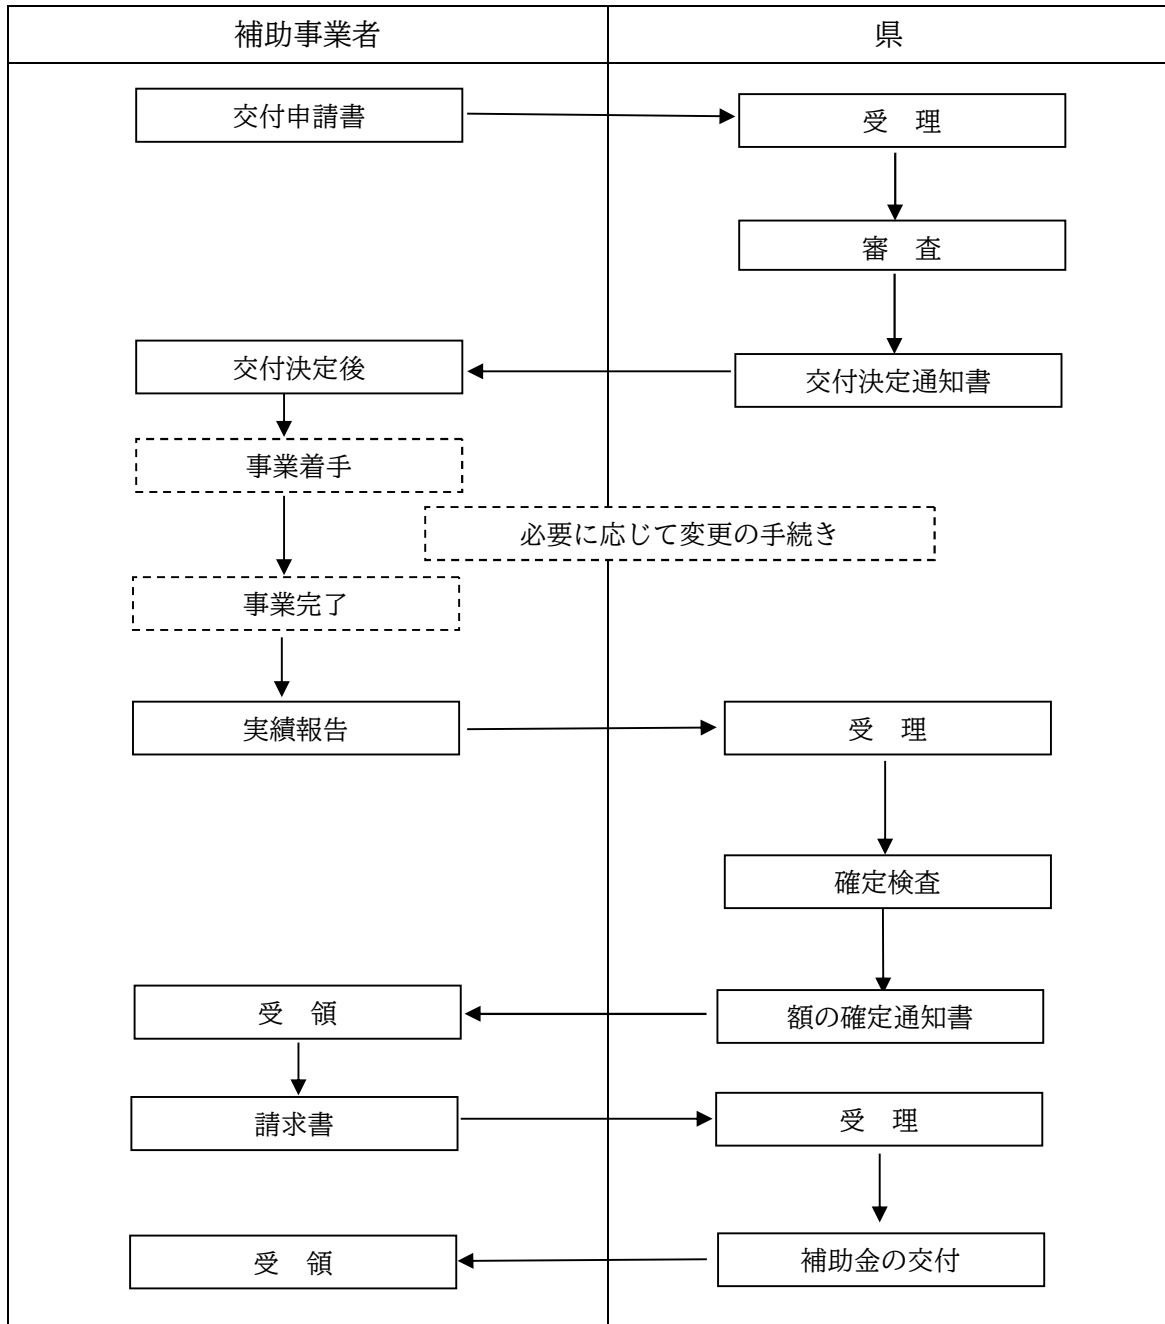 補助事業者
県
交付申請書
受　理
審　査
交付決定後
交付決定通知書
事業着手
必要に応じて変更の手続き
事業完了
実績報告
受　理
確定検査
受　領
額の確定通知書
請求書
受　理
受　領
補助金の交付